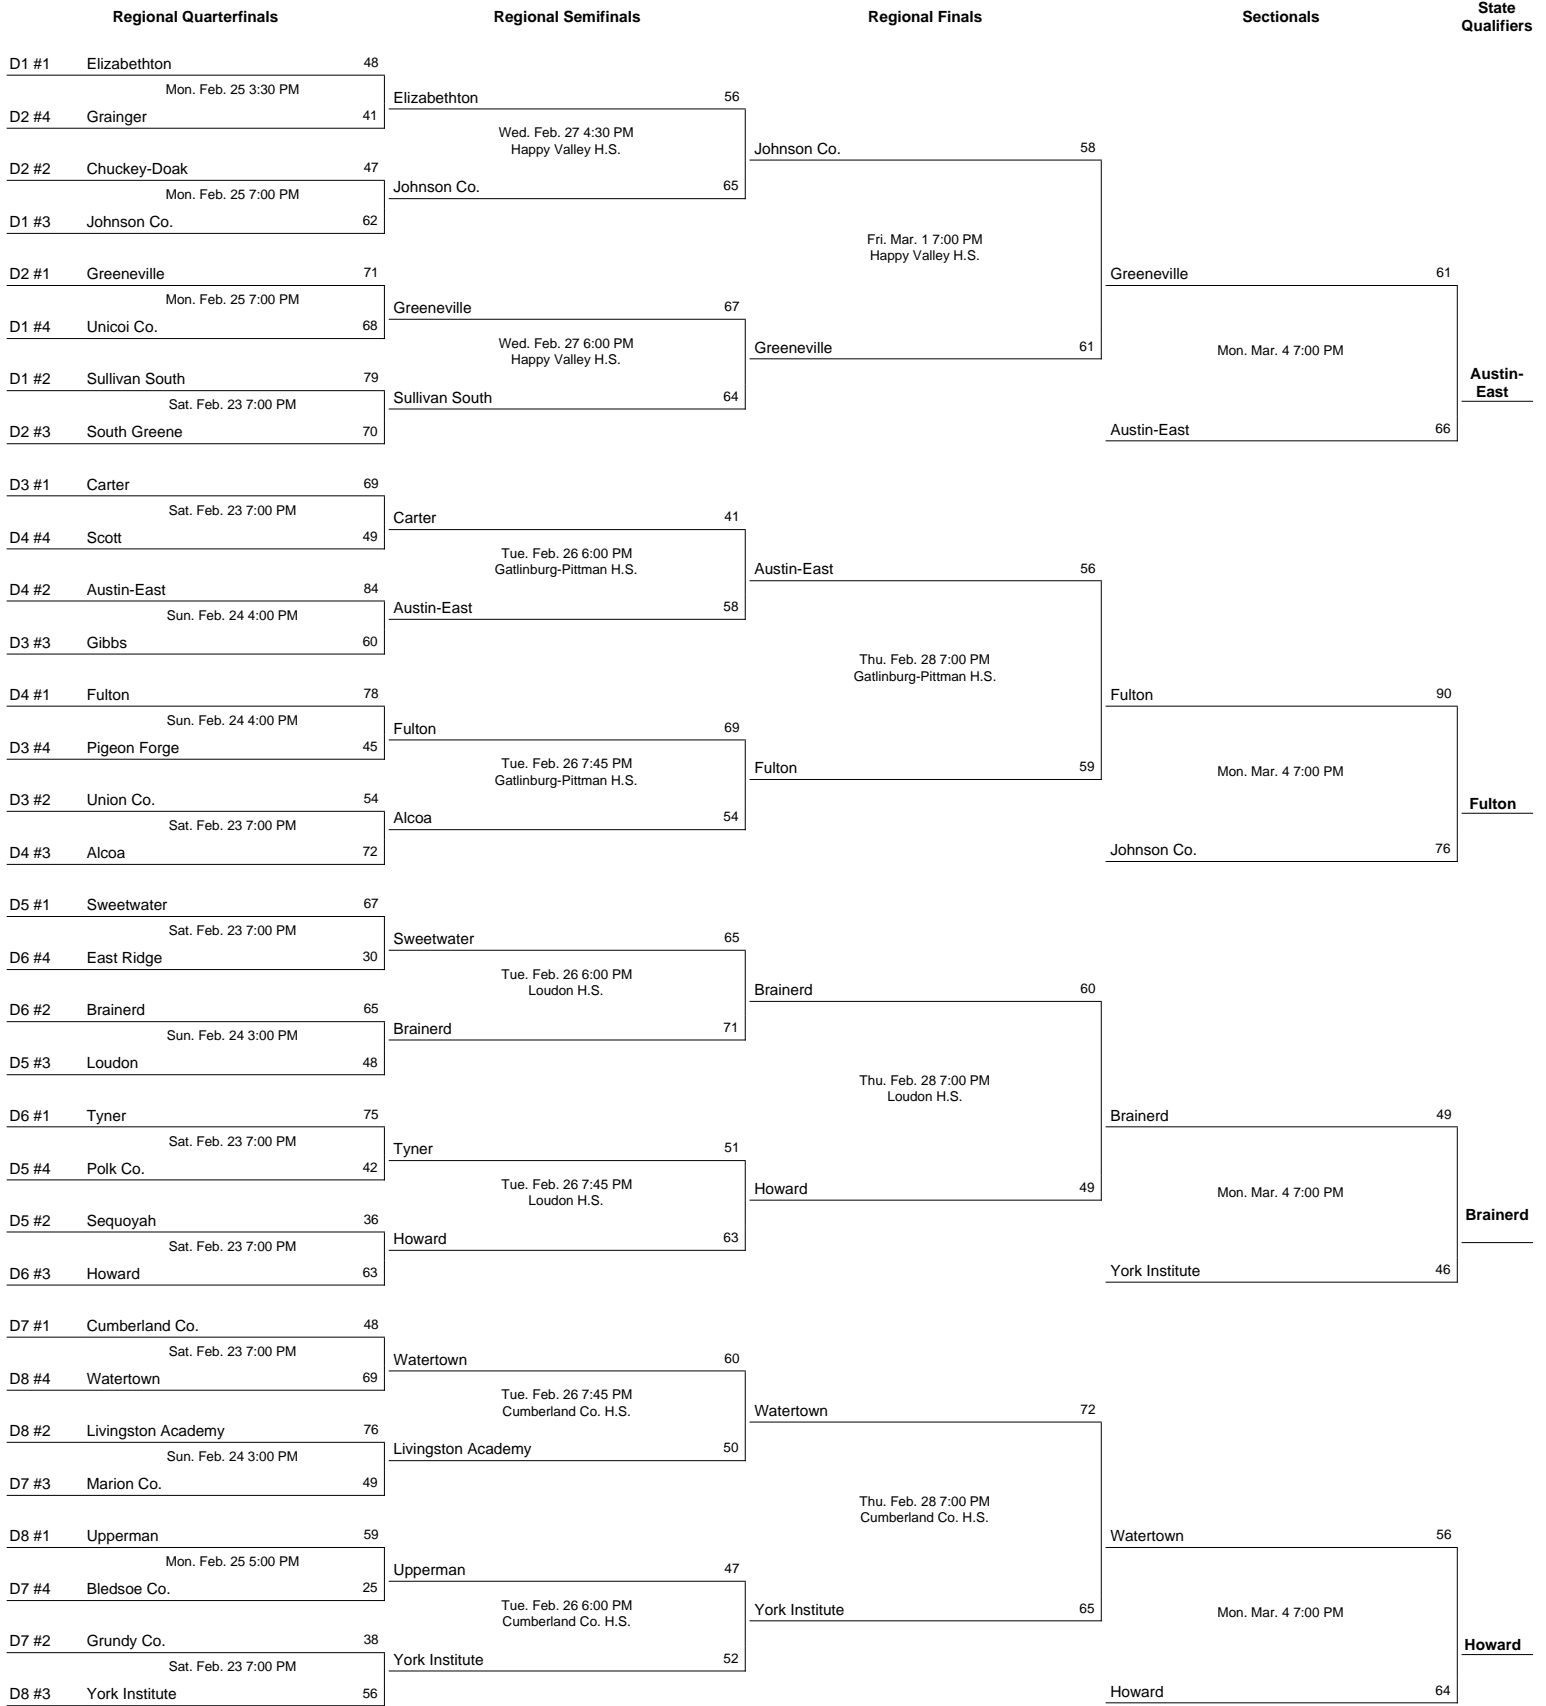 Regional Quarterfinals
Regional Semifinals
Regional Finals
Sectionals
State
Qualifiers
D1 #1 Elizabethton 48
Mon. Feb. 25 3:30 PM
D2 #4 Grainger 41
D2 #2 Chuckey-Doak 47
Mon. Feb. 25 7:00 PM
D1 #3 Johnson Co. 62
D2 #1 Greeneville 71
Mon. Feb. 25 7:00 PM
D1 #4 Unicoi Co. 68
D1 #2 Sullivan South 79
Sat. Feb. 23 7:00 PM
D2 #3 South Greene 70
D3 #1 Carter 69
Sat. Feb. 23 7:00 PM
D4 #4 Scott 49
D4 #2 Austin-East 84
Sun. Feb. 24 4:00 PM
D3 #3 Gibbs 60
D4 #1 Fulton 78
Sun. Feb. 24 4:00 PM
D3 #4 Pigeon Forge 45
D3 #2 Union Co. 54
Sat. Feb. 23 7:00 PM
D4 #3 Alcoa 72
D5 #1 Sweetwater 67
Sat. Feb. 23 7:00 PM
D6 #4 East Ridge 30
D6 #2 Brainerd 65
Sun. Feb. 24 3:00 PM
D5 #3 Loudon 48
D6 #1 Tyner 75
Sat. Feb. 23 7:00 PM
D5 #4 Polk Co. 42
D5 #2 Sequoyah 36
Sat. Feb. 23 7:00 PM
D6 #3 Howard 63
D7 #1 Cumberland Co. 48
Sat. Feb. 23 7:00 PM
D8 #4 Watertown 69
D8 #2 Livingston Academy 76
Sun. Feb. 24 3:00 PM
D7 #3 Marion Co. 49
D8 #1 Upperman 59
Mon. Feb. 25 5:00 PM
D7 #4 Bledsoe Co. 25
D7 #2 Grundy Co. 38
Sat. Feb. 23 7:00 PM
D8 #3 York Institute 56
Elizabethton 56
Wed. Feb. 27 4:30 PM
Happy Valley H.S.
Johnson Co. 65
Greeneville 67
Wed. Feb. 27 6:00 PM
Happy Valley H.S.
Sullivan South 64
Carter 41
Tue. Feb. 26 6:00 PM
Gatlinburg-Pittman H.S.
Austin-East 58
Fulton 69
Tue. Feb. 26 7:45 PM
Gatlinburg-Pittman H.S.
Alcoa 54
Sweetwater 65
Tue. Feb. 26 6:00 PM
Loudon H.S.
Brainerd 71
Tyner 51
Tue. Feb. 26 7:45 PM
Loudon H.S.
Howard 63
Watertown 60
Tue. Feb. 26 7:45 PM
Cumberland Co. H.S.
Livingston Academy 50
Upperman 47
Tue. Feb. 26 6:00 PM
Cumberland Co. H.S.
York Institute 52
Johnson Co. 58
Fri. Mar. 1 7:00 PM
Happy Valley H.S.
Greeneville 61
Austin-East 56
Thu. Feb. 28 7:00 PM
Gatlinburg-Pittman H.S.
Fulton 59
Brainerd 60
Thu. Feb. 28 7:00 PM
Loudon H.S.
Howard 49
Watertown 72
Thu. Feb. 28 7:00 PM
Cumberland Co. H.S.
York Institute 65
Greeneville 61
Mon. Mar. 4 7:00 PM
Austin-East 66
Fulton 90
Mon. Mar. 4 7:00 PM
Johnson Co. 76
Brainerd 49
Mon. Mar. 4 7:00 PM
York Institute 46
Watertown 56
Mon. Mar. 4 7:00 PM
Howard 64
Austin-
East
Fulton
Brainerd
Howard